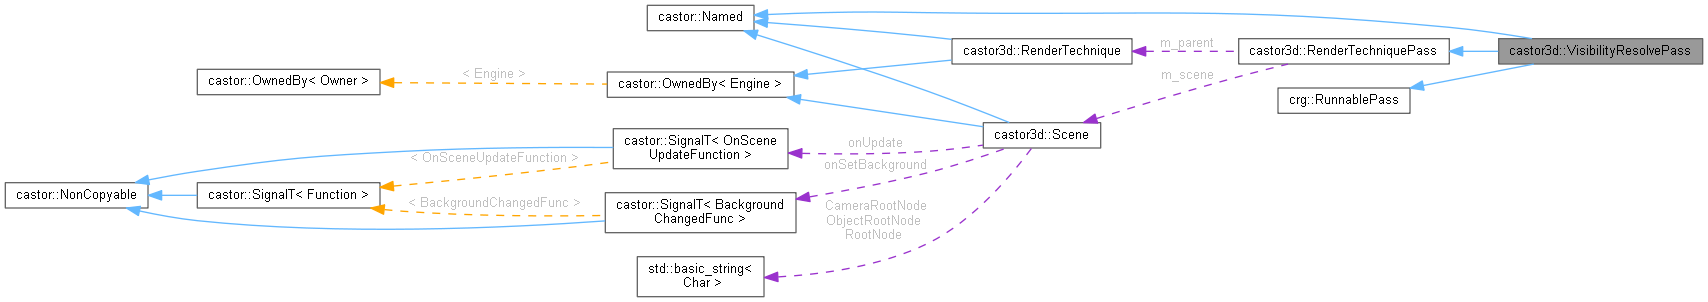 castor::Named
castor3d::RenderTechnique
m_parent
castor3d::RenderTechniquePass
castor3d::VisibilityResolvePass
castor::OwnedBy< Owner >
< Engine >
castor::OwnedBy< Engine >
m_scene
crg::RunnablePass
castor3d::Scene
castor::SignalT< OnScene
UpdateFunction >
onUpdate
< OnSceneUpdateFunction >
onSetBackground
castor::NonCopyable
castor::SignalT< Function >
< BackgroundChangedFunc >
castor::SignalT< Background
ChangedFunc >
CameraRootNode
ObjectRootNode
RootNode
std::basic_string<
Char >